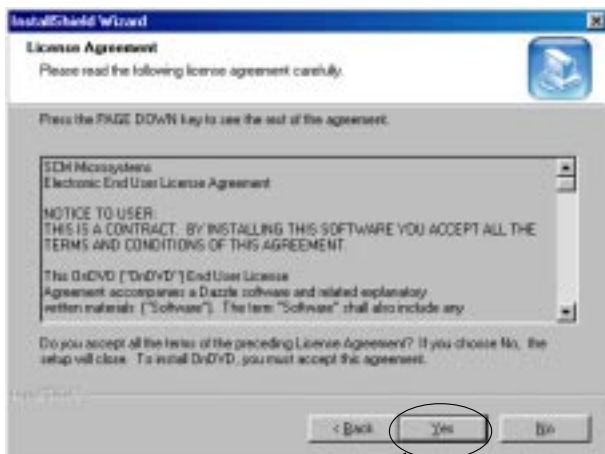 InstallShield Wizard
License Agreement
Please read the following license agreement carefully.
Press the PAGE DOWN key to see the rest of the agreement.
SCM Microsystems
Electronic End User License Agreement
NOTICE TO USER:
THIS IS A CONTRACT. BY INSTALLING THIS SOFTWARE YOU ACCEPT ALL THE
TERMS AND CONDITIONS OF THIS AGREEMENT.
This OnDVD ("OnDVD") End User License
Agreement accompanies a Dazzle software and related explanatory
written materials ("Software"). The term "Software" shall also include any
Do you accept all the terms of the preceding License Agreement? If you choose No, the
setup will close. To install OnDVD, you must accept this agreement.
InstallShield
< Back
Yes
No